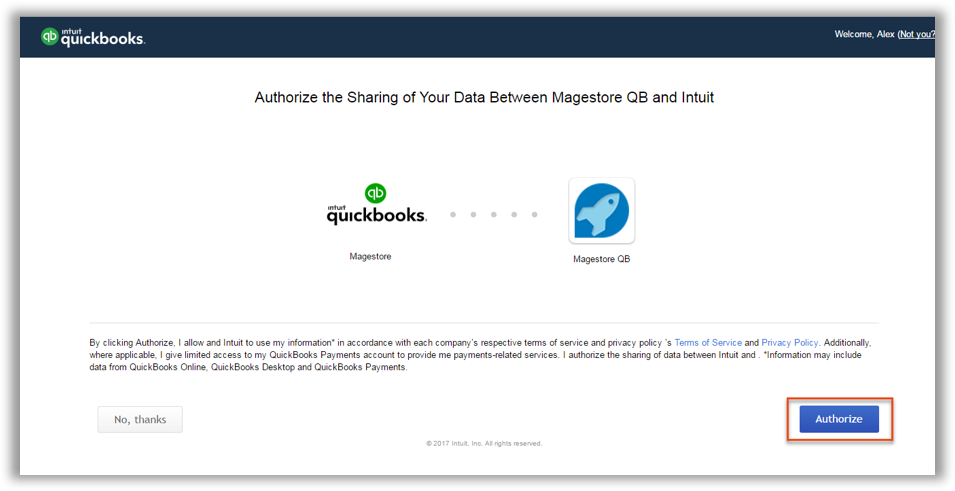 intuit
qb quickbooks.
Welcome, Alex (Not you?
Authorize the Sharing of Your Data Between Magestore QB and Intuit
qb
intuit
quickbooks.
Magestore
Magestore QB
By clicking Authorize, I allow and Intuit to use my information* in accordance with each company's respective terms of service and privacy policy 's Terms of Service and Privacy Policy. Additionally,
where applicable, I give limited access to my QuickBooks Payments account to provide me payments-related services. I authorize the sharing of data between Intuit and . *Information may include
data from QuickBooks Online, QuickBooks Desktop and QuickBooks Payments.
No, thanks
Authorize
© 2017 Intuit, Inc. All rights reserved.